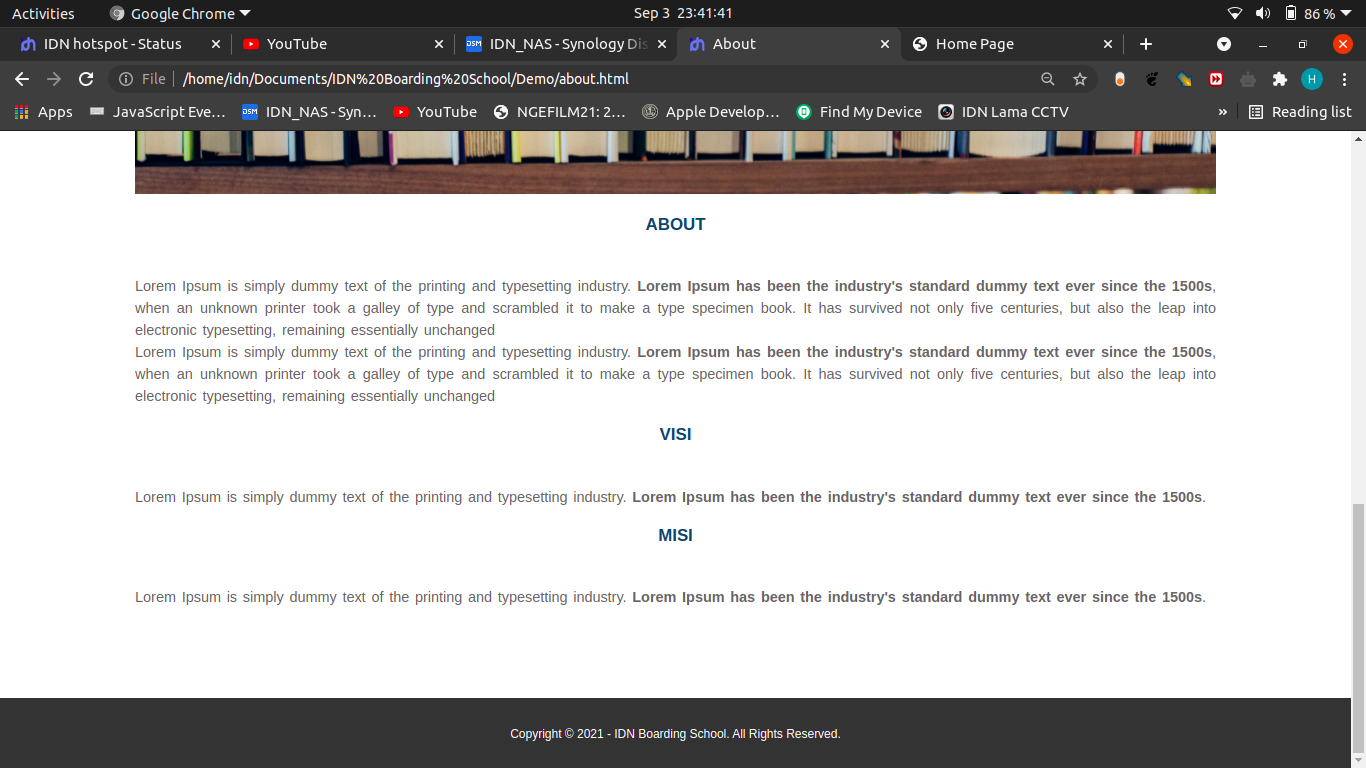 Activities Google Chrome Sep 3 23:41:41 86 %
IDN hotspot - Status YouTube IDN_NAS - Synology Dis About Home Page
File /home/idn/Documents/IDN%20Boarding%20School/Demo/about.html H
Apps JavaScript Eve… DSM IDN_NAS - Syn… YouTube NGEFILM21: 2… Apple Develop… Find My Device IDN Lama CCTV » Reading list
ABOUT
Lorem Ipsum is simply dummy text of the printing and typesetting industry. Lorem Ipsum has been the industry's standard dummy text ever since the 1500s,
when an unknown printer took a galley of type and scrambled it to make a type specimen book. It has survived not only five centuries, but also the leap into
electronic typesetting, remaining essentially unchanged
Lorem Ipsum is simply dummy text of the printing and typesetting industry. Lorem Ipsum has been the industry's standard dummy text ever since the 1500s,
when an unknown printer took a galley of type and scrambled it to make a type specimen book. It has survived not only five centuries, but also the leap into
electronic typesetting, remaining essentially unchanged
VISI
Lorem Ipsum is simply dummy text of the printing and typesetting industry. Lorem Ipsum has been the industry's standard dummy text ever since the 1500s.
MISI
Lorem Ipsum is simply dummy text of the printing and typesetting industry. Lorem Ipsum has been the industry's standard dummy text ever since the 1500s.
Copyright © 2021 - IDN Boarding School. All Rights Reserved.